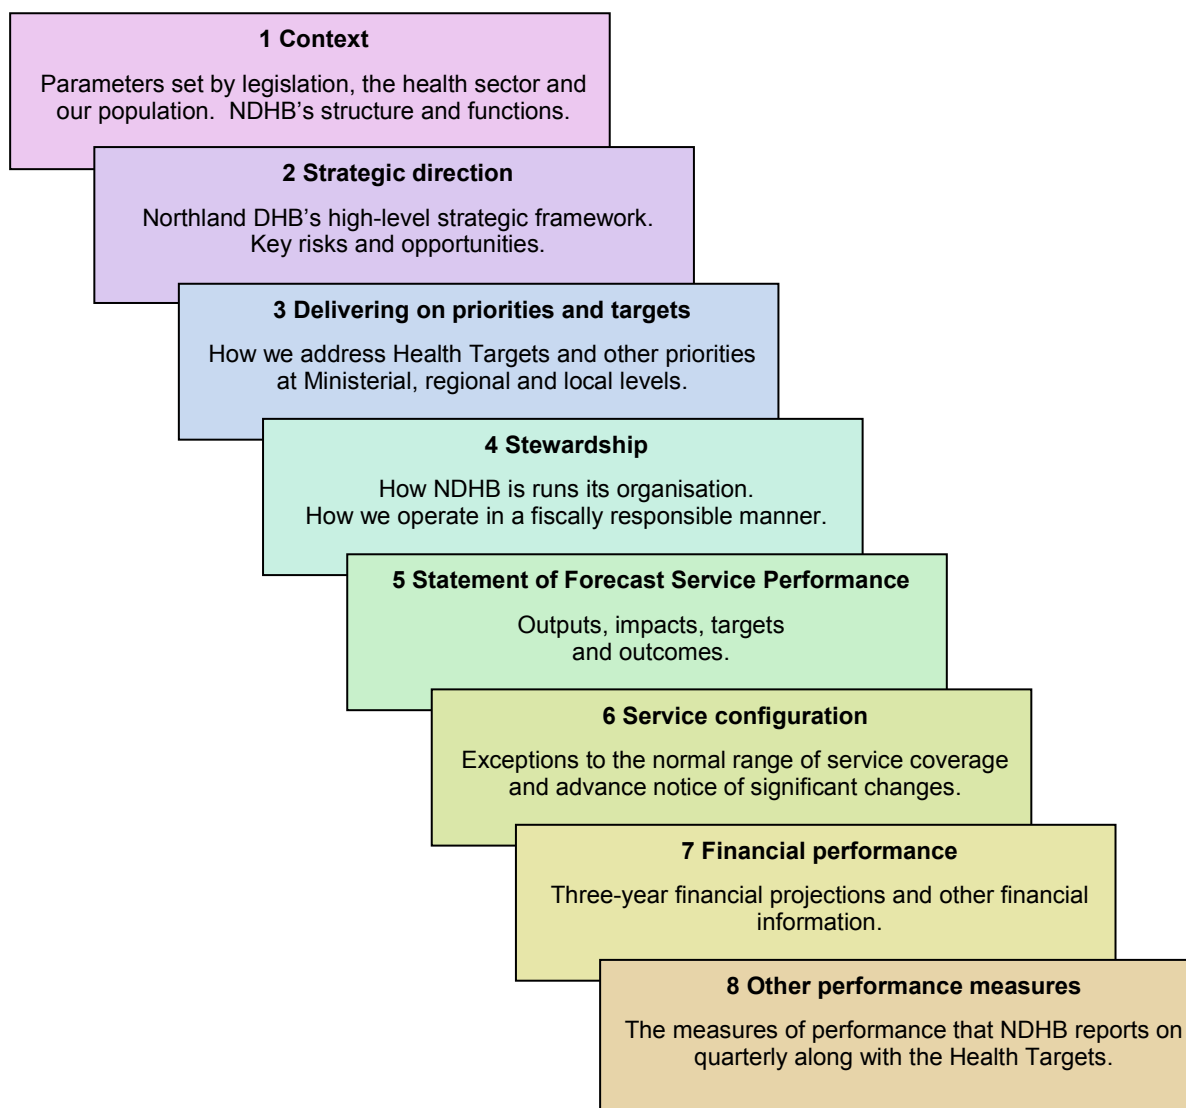 1 Context
Parameters set by legislation, the health sector and
our population.  NDHB’s structure and functions.
2 Strategic direction
Northland DHB’s high-level strategic framework.
Key risks and opportunities.
3 Delivering on priorities and targets
How we address Health Targets and other priorities
at Ministerial, regional and local levels.
4 Stewardship
How NDHB is runs its organisation.
How we operate in a fiscally responsible manner.
5 Statement of Forecast Service Performance
Outputs, impacts, targets
and outcomes.
6 Service configuration
Exceptions to the normal range of service coverage
and advance notice of significant changes.
7 Financial performance
Three-year financial projections and other financial
information.
8 Other performance measures
The measures of performance that NDHB reports on
quarterly along with the Health Targets.